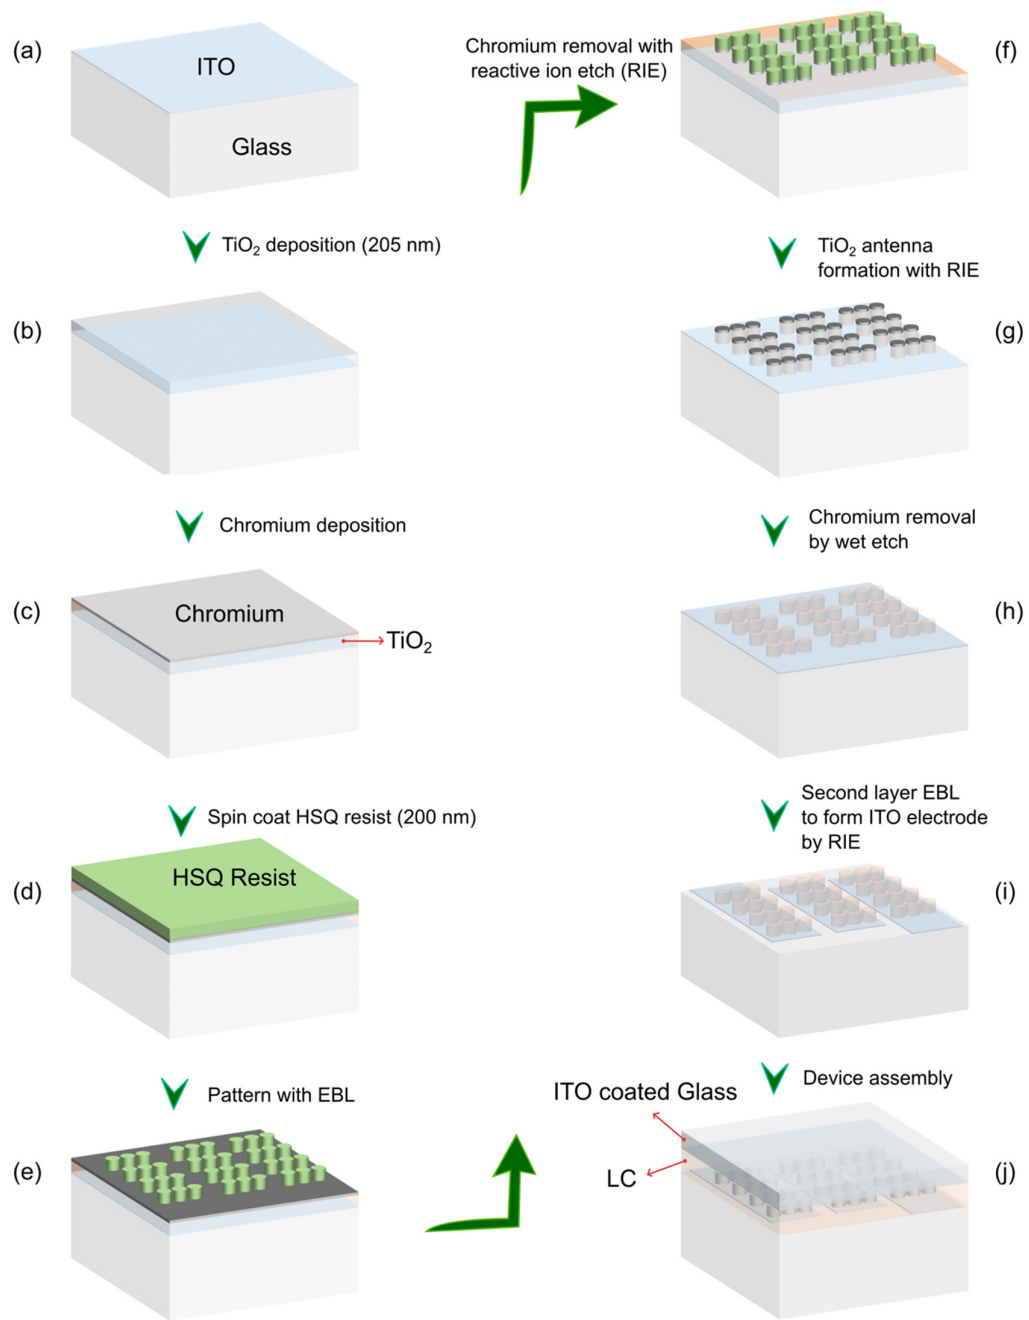 (a)
ITO
Glass
TiO₂ deposition (205 nm)
(b)
Chromium deposition
(c)
Chromium
TiO₂
Spin coat HSQ resist (200 nm)
(d)
HSQ Resist
Pattern with EBL
(e)
Chromium removal with
reactive ion etch (RIE)
(f)
TiO₂ antenna
formation with RIE
(g)
Chromium removal
by wet etch
(h)
Second layer EBL
to form ITO electrode
by RIE
(i)
Device assembly
ITO coated Glass
LC
(j)